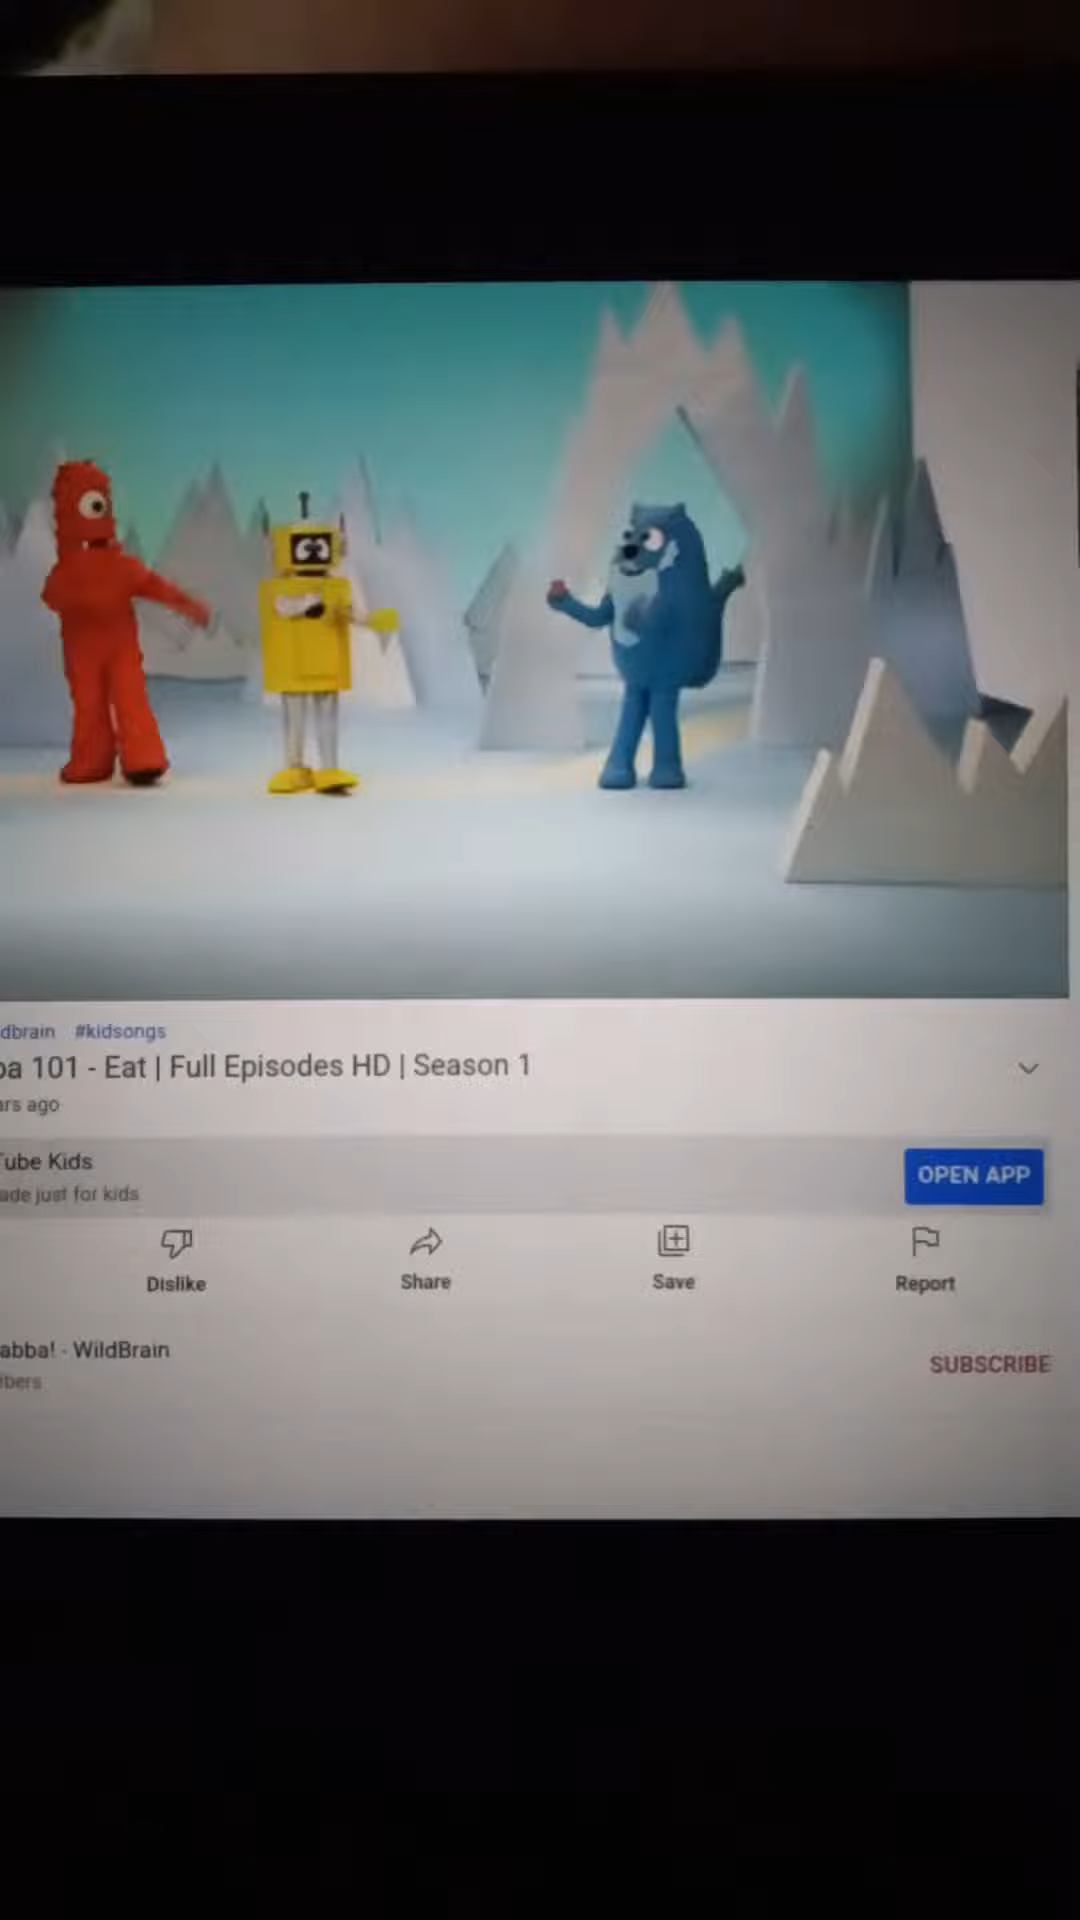 dbrain #kidsongs
ba 101 - Eat | Full Episodes HD | Season 1
ars ago
Tube Kids
ade just for kids
OPEN APP
Dislike
Share
Save
Report
abba! · WildBrain
ibers
SUBSCRIBE